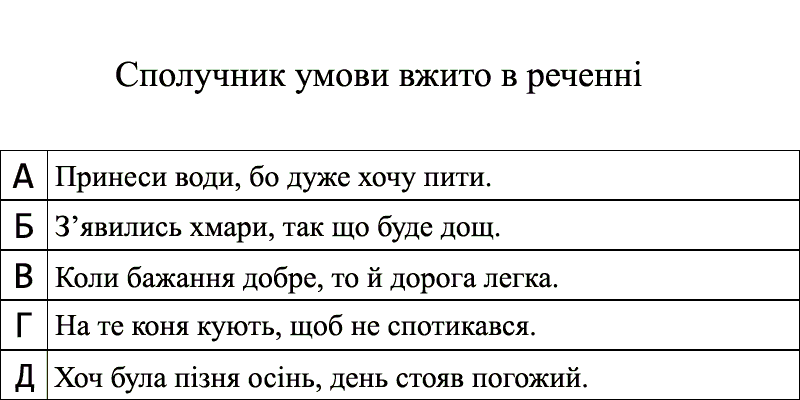 Сполучник умови вжито в реченні
А Принеси води, бо дуже хочу пити.
Б З’явились хмари, так що буде дощ.
В Коли бажання добре, то й дорога легка.
Г На те коня кують, щоб не спотикався.
Д Хоч була пізня осінь, день стояв погожий.